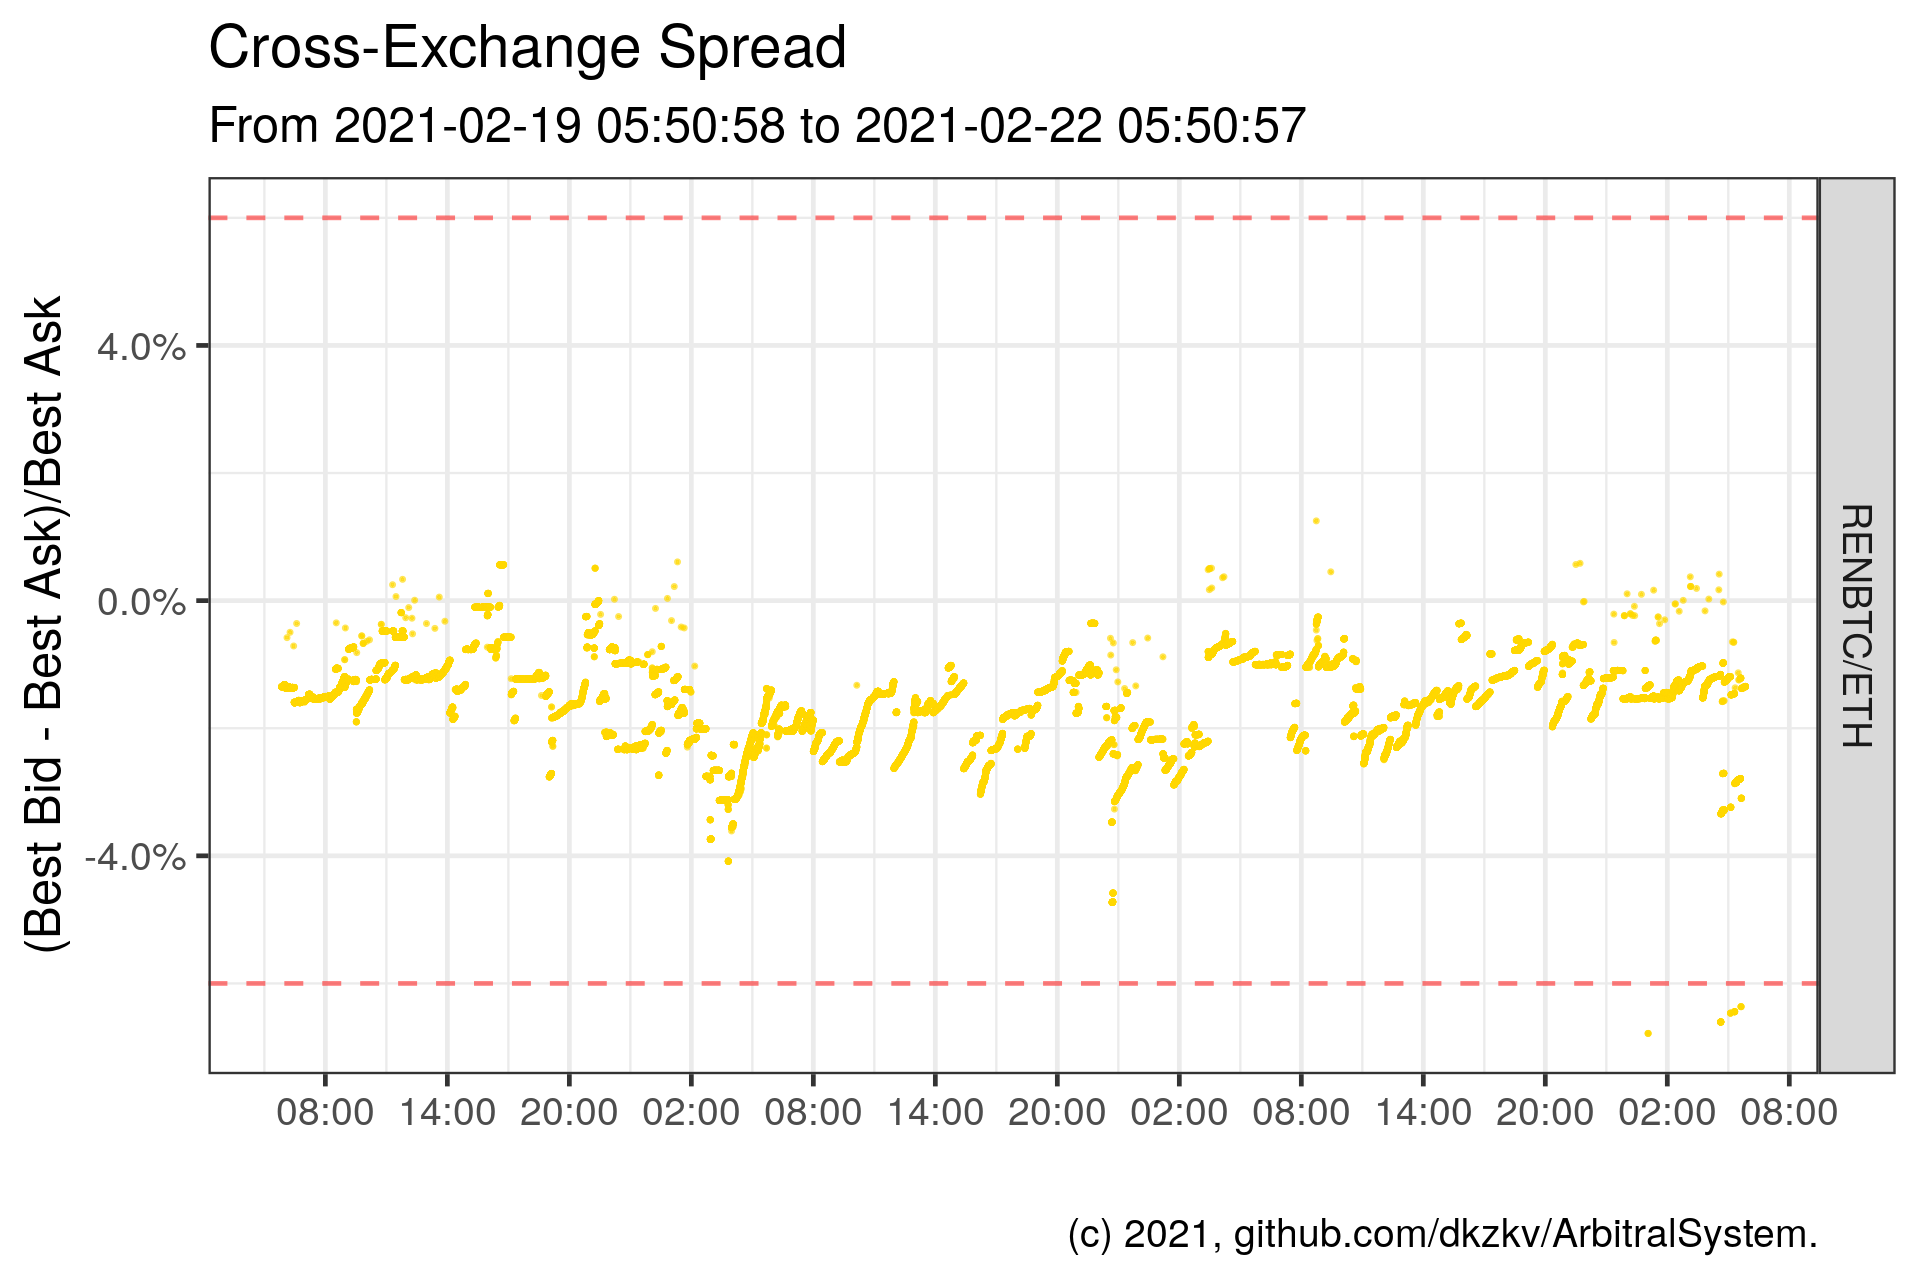 Cross-Exchange Spread
From 2021-02-19 05:50:58 to 2021-02-22 05:50:57
(Best Bid - Best Ask)/Best Ask
4.0%
0.0%
-4.0%
RENBTC/ETH
08:00 14:00 20:00 02:00 08:00 14:00 20:00 02:00 08:00 14:00 20:00 02:00 08:00
(c) 2021, github.com/dkzkv/ArbitralSystem.